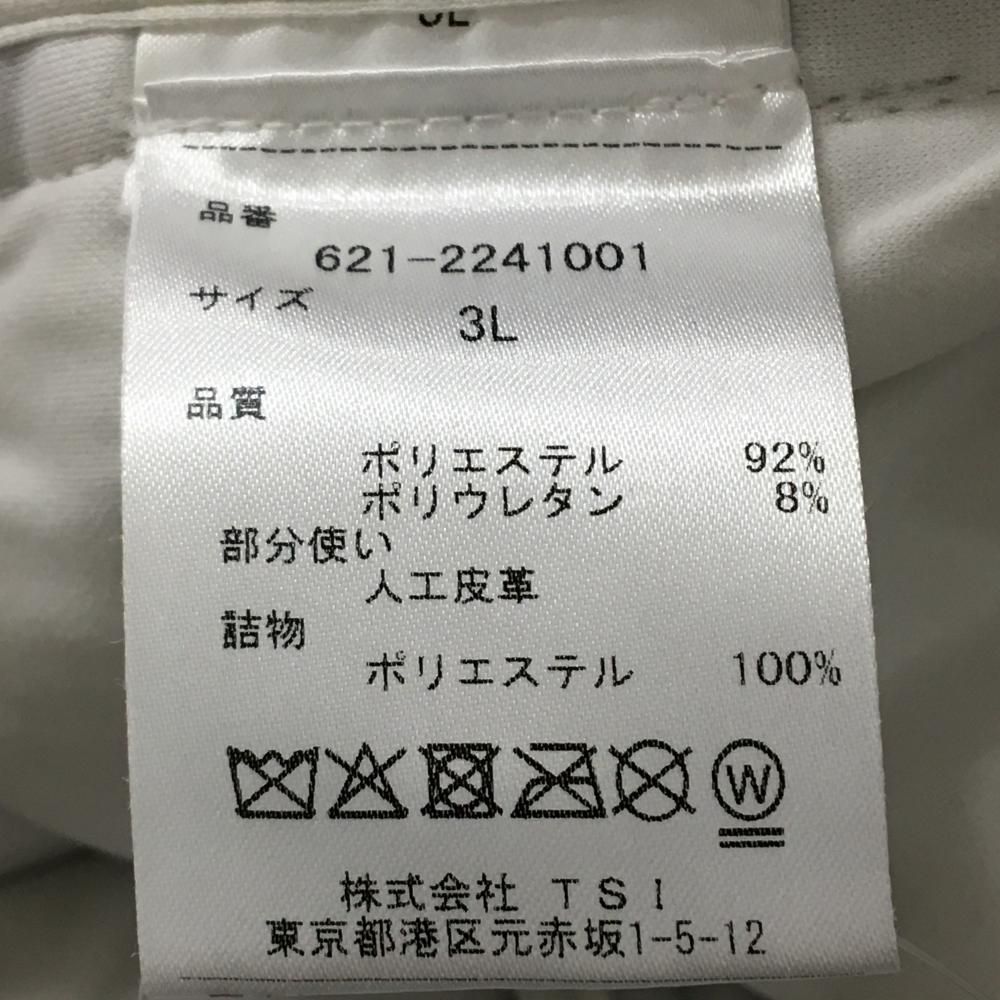 品番
621-2241001
サイズ
3L
品質
ポリエステル 92%
ポリウレタン 8%
部分使い
人工皮革
詰物
ポリエステル 100%
W
株式会社 TSI
東京都港区元赤坂1-5-12